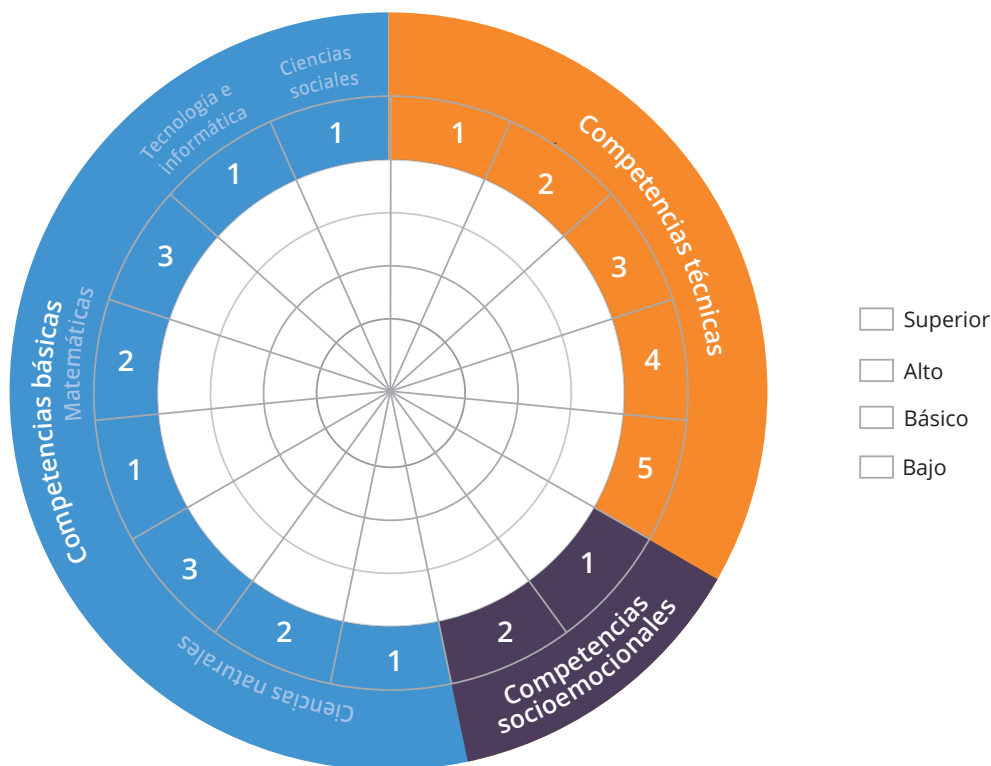 Ciencias
sociales
1
Tecnología e
informática
1
Competencias básicas
Matemáticas
3
2
1
Ciencias naturales
3
2
1
Competencias técnicas
1
2
3
4
5
Competencias
socioemocionales
1
2
Superior
Alto
Básico
Bajo